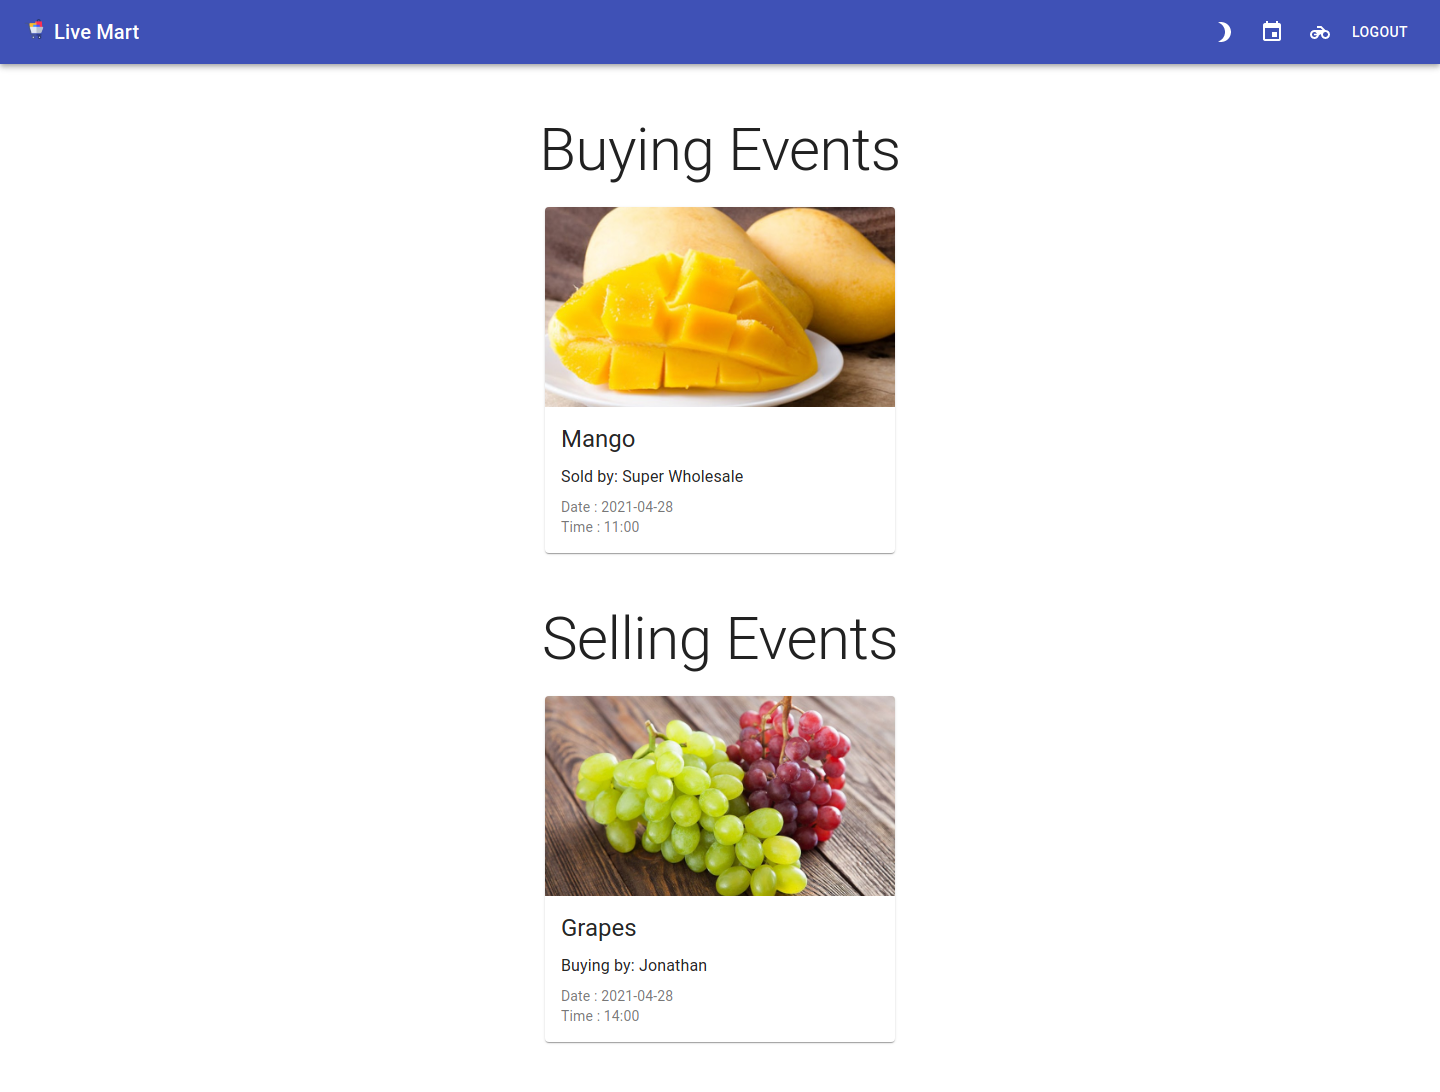 Live Mart
LOGOUT
Buying Events
Mango
Sold by: Super Wholesale
Date : 2021-04-28
Time : 11:00
Selling Events
Grapes
Buying by: Jonathan
Date : 2021-04-28
Time : 14:00